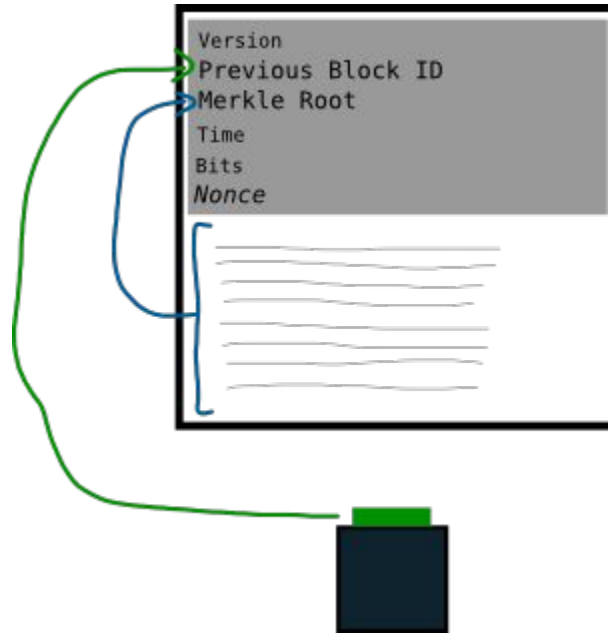 Version
Previous Block ID
Merkle Root
Time
Bits
Nonce